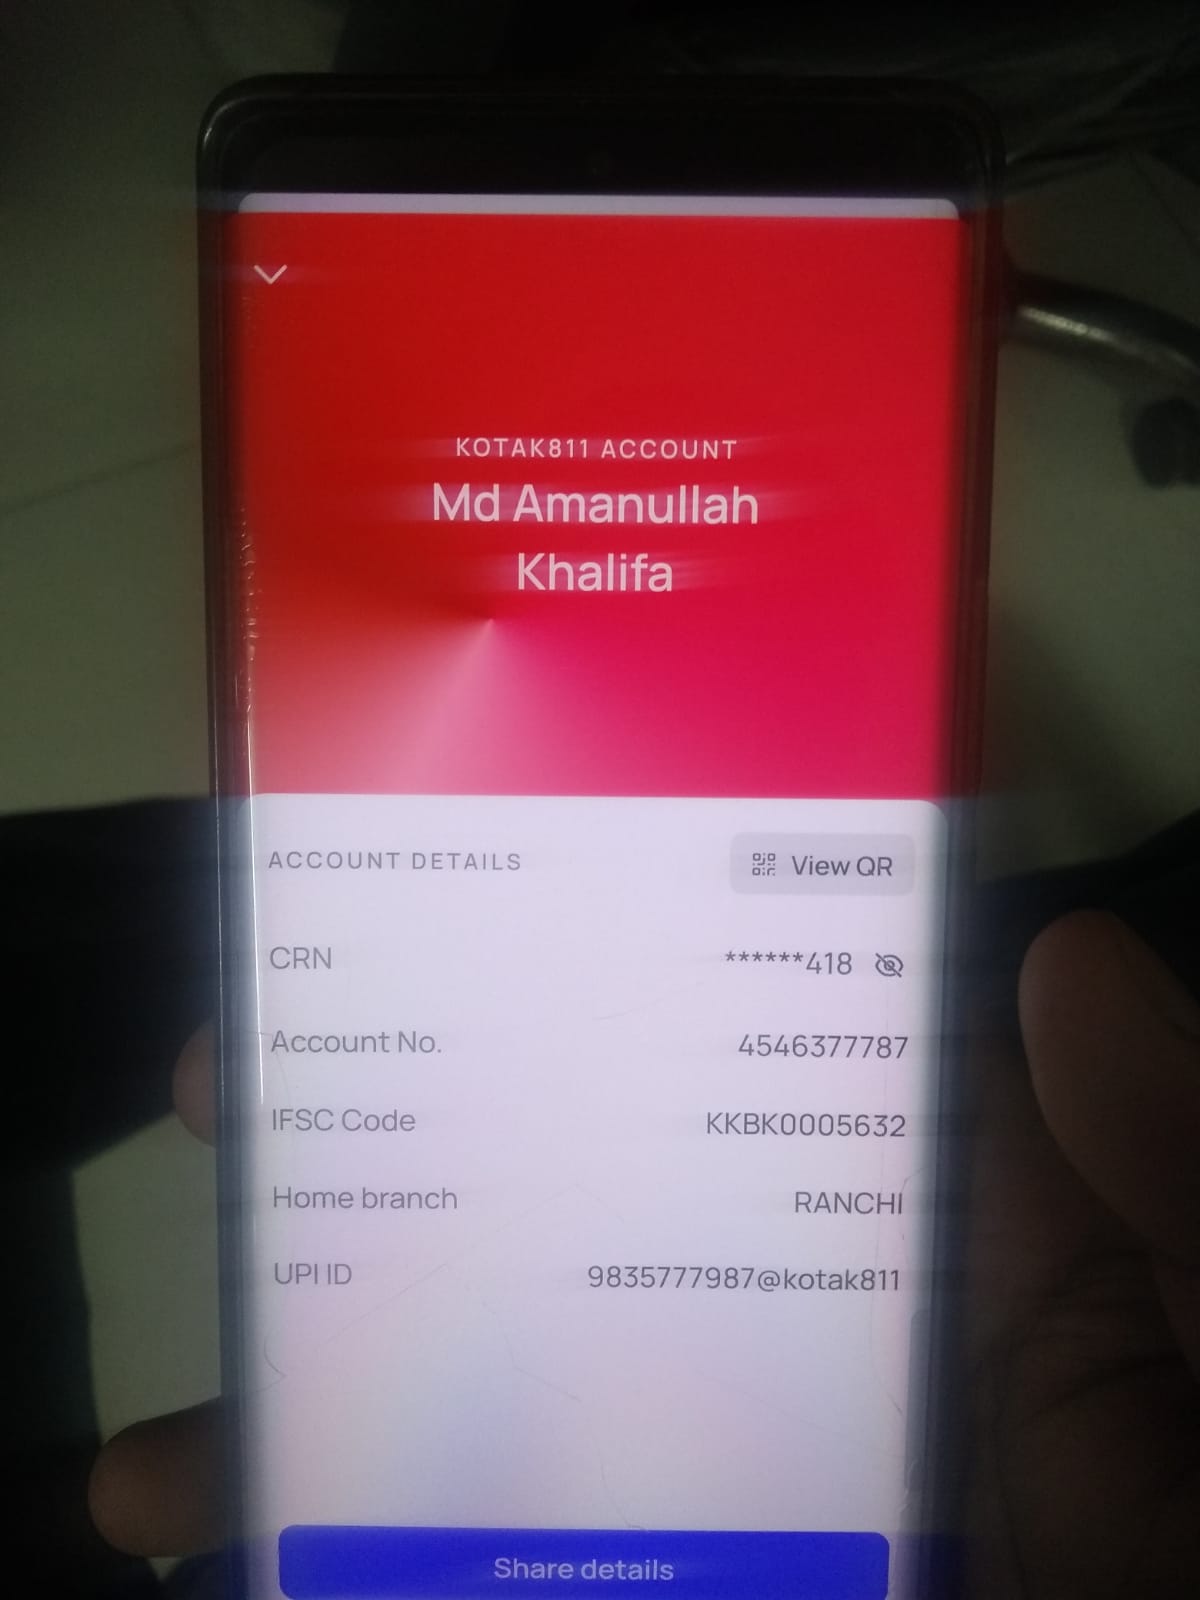 KOTAK811 ACCOUNT
Md Amanullah
Khalifa
ACCOUNT DETAILS
View QR
CRN ******418
Account No. 4546377787
IFSC Code KKBK0005632
Home branch RANCHI
UPI ID 9835777987@kotak811
Share details